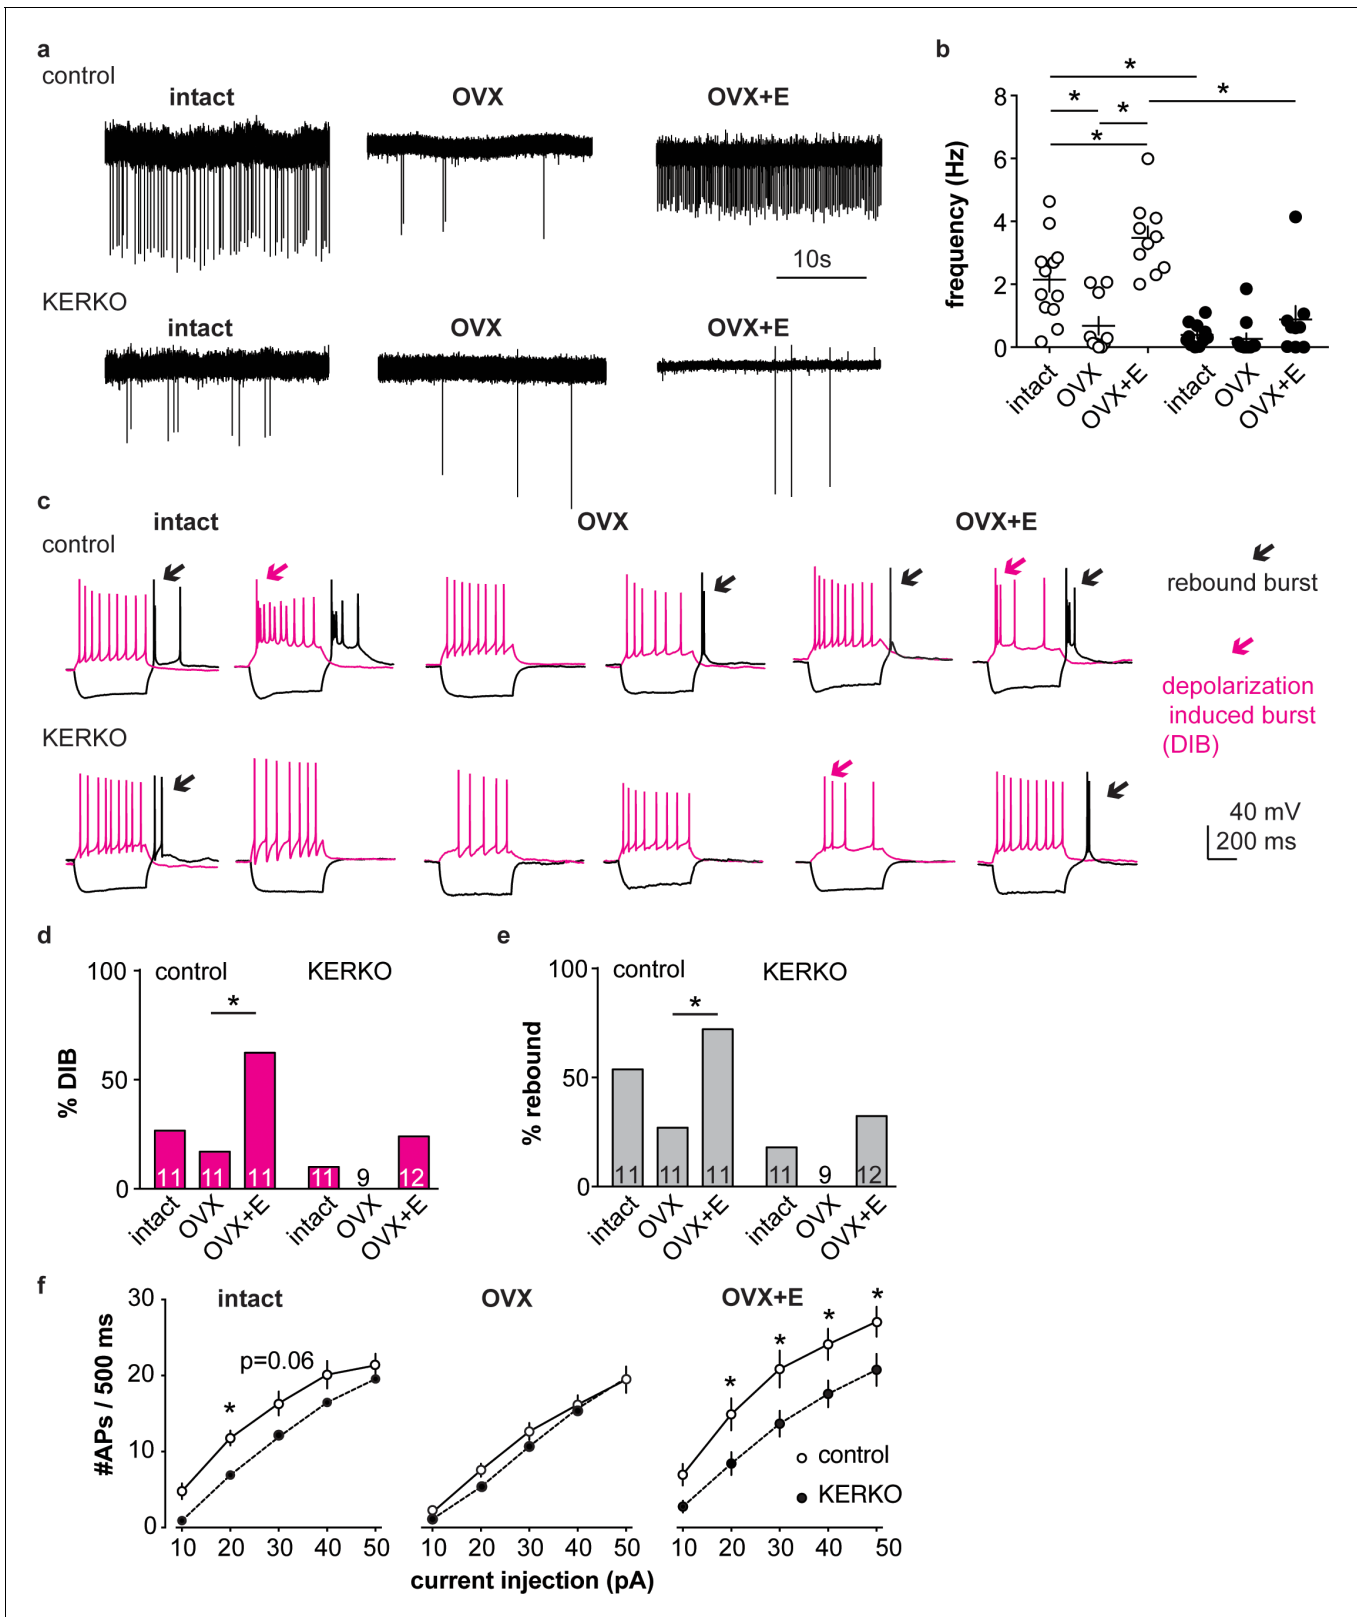 a
control
intact OVX OVX+E
10s
KERKO
intact OVX OVX+E
b
* 
* * *
*
8
6
4
2
0
frequency (Hz)
intact OVX OVX+E intact OVX OVX+E
c
intact OVX OVX+E
control
rebound burst
depolarization
induced burst
(DIB)
KERKO
40 mV
200 ms
d
100
50
0
% DIB
control KERKO
*
11 11 11 11 9 12
intact OVX OVX+E intact OVX OVX+E
e
100
50
0
% rebound
control KERKO
*
11 11 11 11 9 12
intact OVX OVX+E intact OVX OVX+E
f
30
20
10
0
#APs / 500 ms
intact OVX OVX+E
p=0.06
*
* * * *
control
KERKO
10 20 30 40 50 10 20 30 40 50 10 20 30 40 50
current injection (pA)